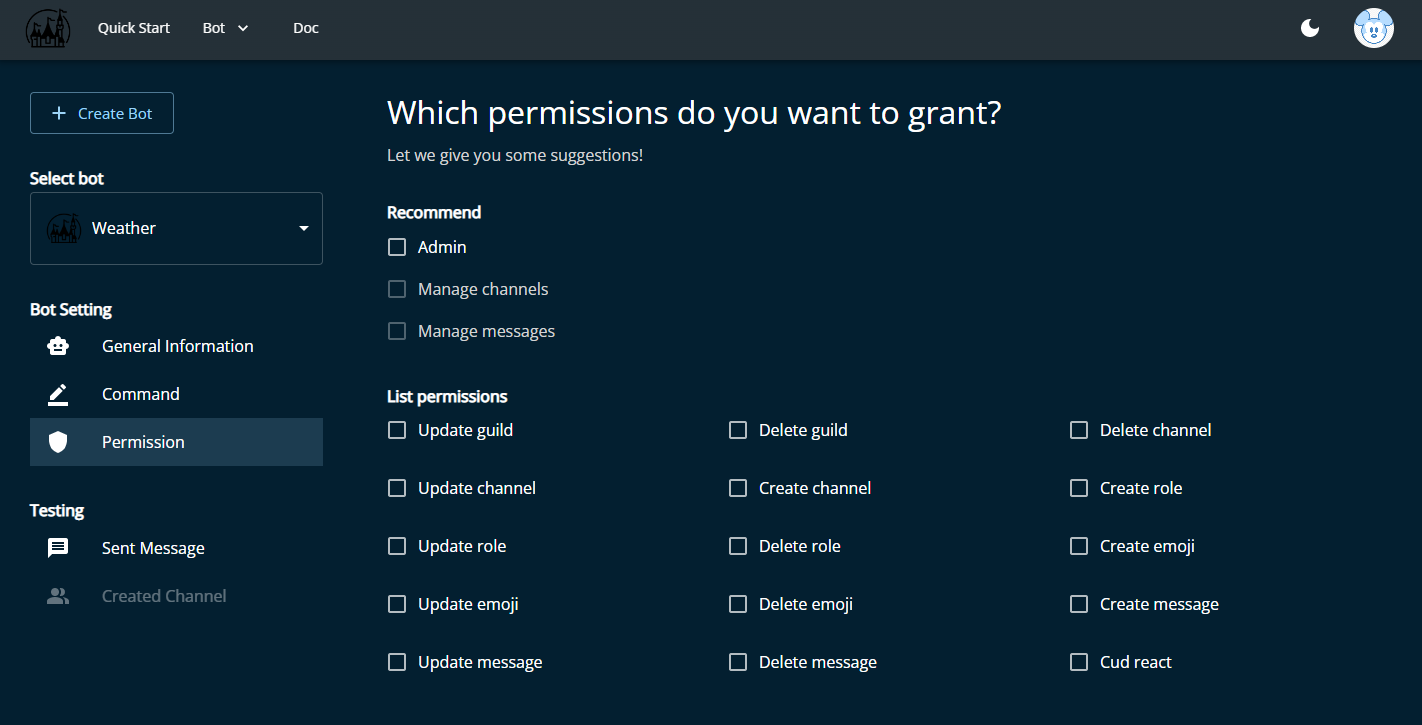 Quick Start Bot Doc
Create Bot
Select bot
Weather
Bot Setting
General Information
Command
Permission
Testing
Sent Message
Created Channel
Which permissions do you want to grant?
Let we give you some suggestions!
Recommend
Admin
Manage channels
Manage messages
List permissions
Update guild Delete guild Delete channel
Update channel Create channel Create role
Update role Delete role Create emoji
Update emoji Delete emoji Create message
Update message Delete message Cud react